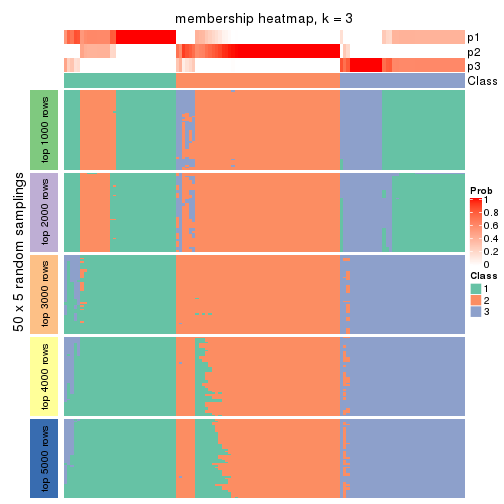 membership heatmap, k = 3
p1
p2
p3
Class
50 x 5 random samplings
top 1000 rows
top 2000 rows
top 3000 rows
top 4000 rows
top 5000 rows
Prob
1
0.8
0.6
0.4
0.2
0
Class
1
2
3